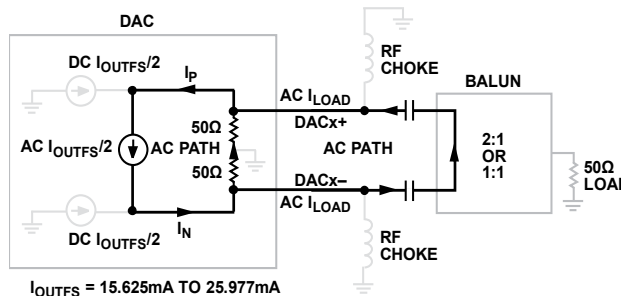 DAC
DC IOUTFS/2
IP
AC IOUTFS/2
AC PATH
50Ω
50Ω
IN
DC IOUTFS/2
IOUTFS = 15.625mA TO 25.977mA
RF
CHOKE
AC ILOAD
DACx+
AC PATH
DACx–
AC ILOAD
RF
CHOKE
BALUN
2:1
OR
1:1
50Ω
LOAD